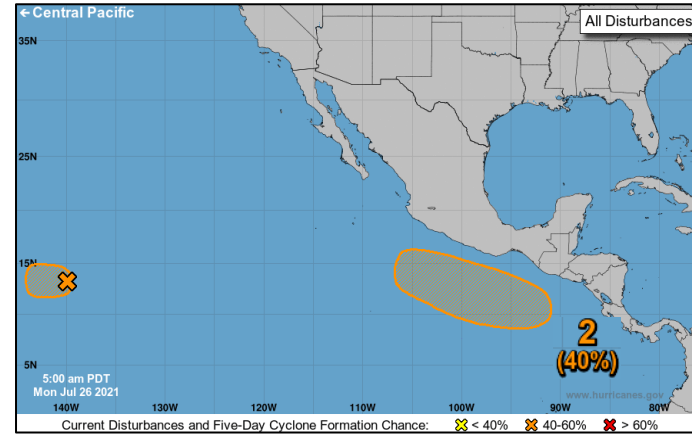 ← Central Pacific
All Disturbances
35N
25N
15N
5N
2
(40%)
5:00 am PDT
Mon Jul 26 2021
www.hurricanes.gov
140W 130W 120W 110W 100W 90W 80W
Current Disturbances and Five-Day Cyclone Formation Chance: < 40% 40-60% > 60%